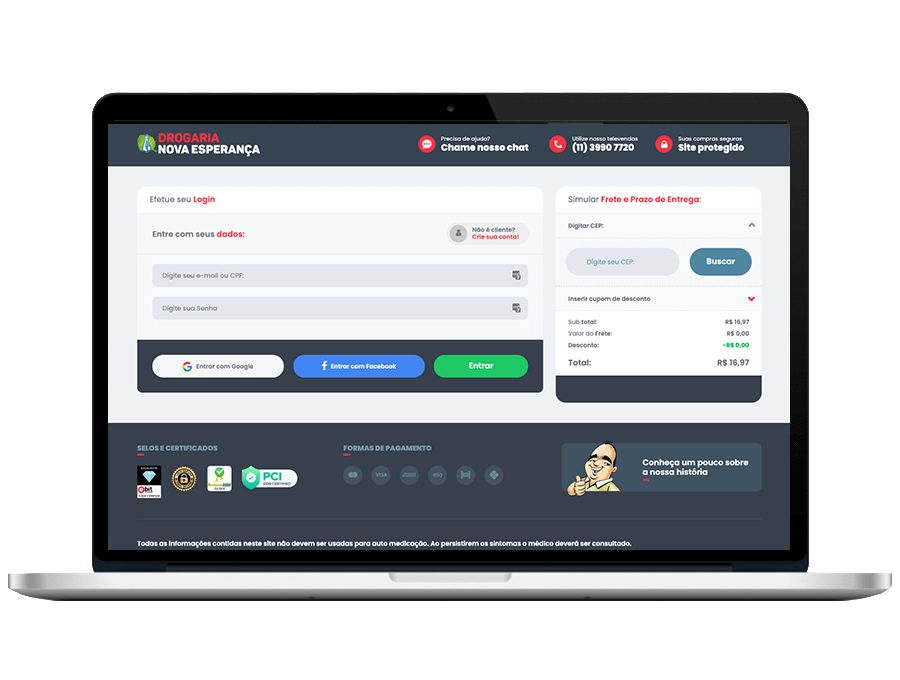 DROGARIA
NOVA ESPERANÇA
Precisa de ajuda?
Chame nosso chat
Utilize nosso televendas
(11) 3990 7720
Suas compras seguras
Site protegido
Efetue seu Login
Entre com seus dados:
Não é cliente?
Crie sua conta!
Digite seu e-mail ou CPF:
Digite sua Senha
Entrar com Google
Entrar com Facebook
Entrar
Simular Frete e Prazo de Entrega:
Digitar CEP:
Digite seu CEP:
Buscar
Inserir cupom de desconto
Sub total: R$ 16,97
Valor do Frete: R$ 0,00
Desconto: -R$ 0,00
Total: R$ 16,97
SELOS E CERTIFICADOS
PCI
FORMAS DE PAGAMENTO
VISA
Conheça um pouco sobre
a nossa história
Todas as informações contidas neste site não devem ser usadas para auto medicação. Ao persistirem os sintomas o médico deverá ser consultado.